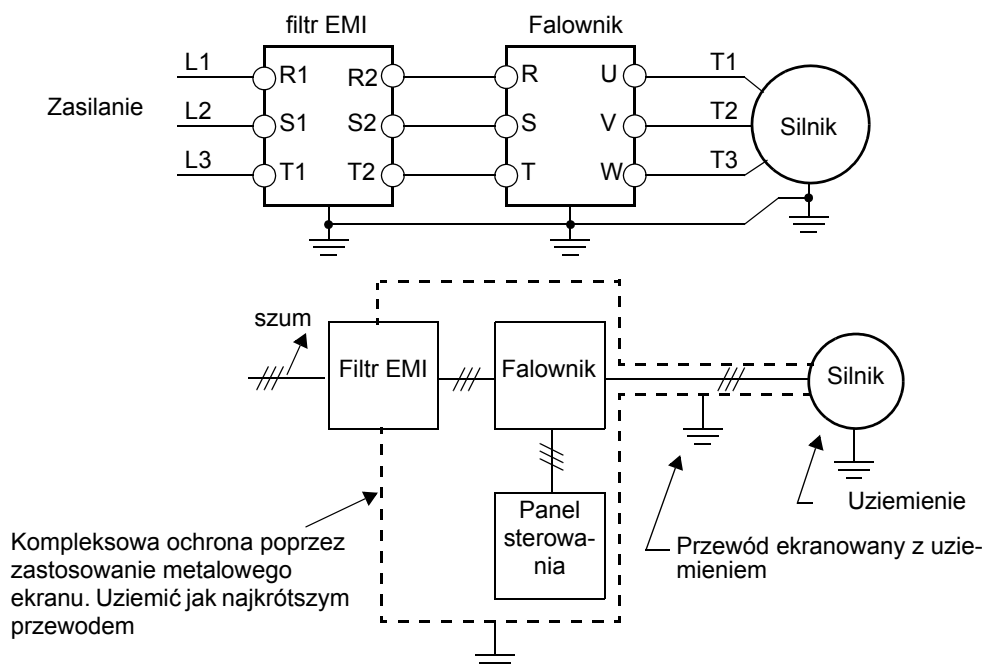 filtr EMI
Falownik
Zasilanie
L1
L2
L3
R1
S1
T1
R2
S2
T2
R
S
T
U
V
W
T1
T2
T3
Silnik
szum
Filtr EMI
Falownik
Silnik
Panel
sterowa-
nia
Uziemienie
Przewód ekranowany z uzie-
mieniem
Kompleksowa ochrona poprzez
zastosowanie metalowego
ekranu. Uziemić jak najkrótszym
przewodem